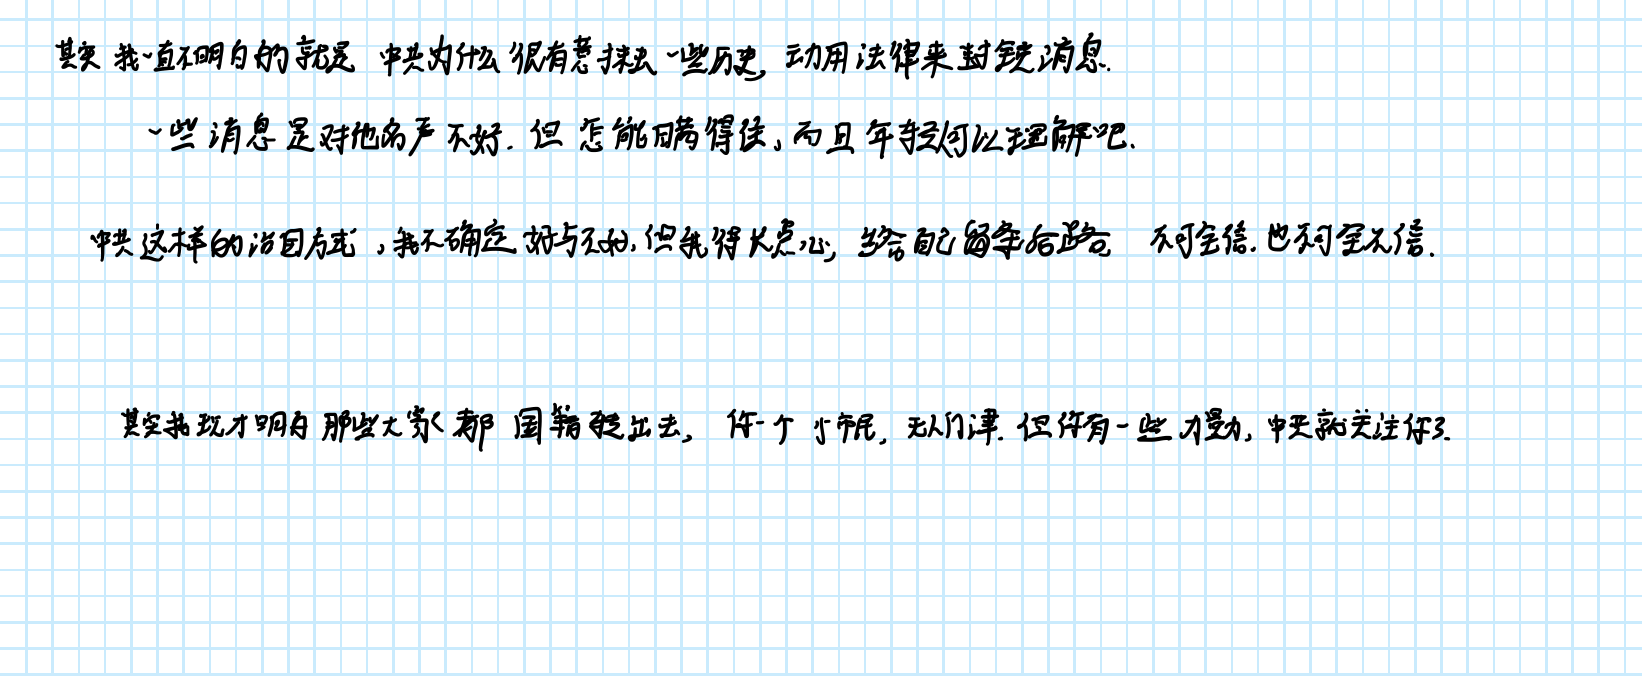 其实我一直不明白的就是 中共为什么很有意抹去一些历史, 动用法律来封锁消息.
一些消息是对他名声不好. 但怎能瞒得住, 而且年轻可以理解吧.
中共这样的治国方式, 我不确定好与不好, 但我得长点心, 给自己留条后路 不可全信. 也不可全不信.
其实我现才明白那些大家都国籍转出去, 你一个小市民, 无人问津. 但你有一些力量力, 中共就关注你了.